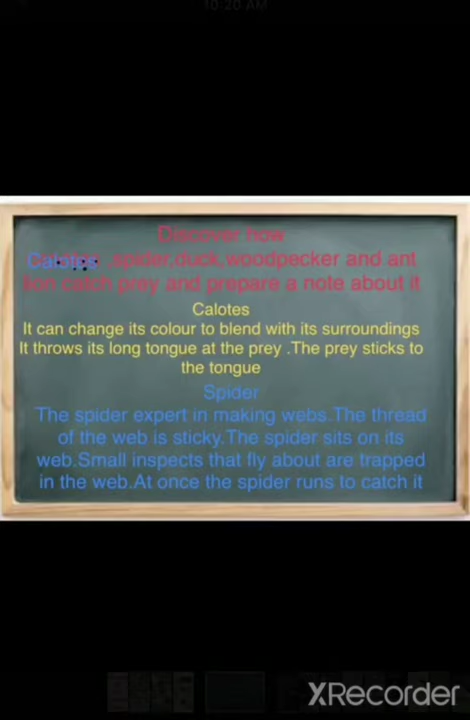 10:20 AM
Discover how
Calotes ,spider,duck,woodpecker and ant
lion catch prey and prepare a note about it
Calotes
It can change its colour to blend with its surroundings
It throws its long tongue at the prey .The prey sticks to
the tongue
Spider
The spider expert in making webs.The thread
of the web is sticky.The spider sits on its
web.Small inspects that fly about are trapped
in the web.At once the spider runs to catch it
XRecorder